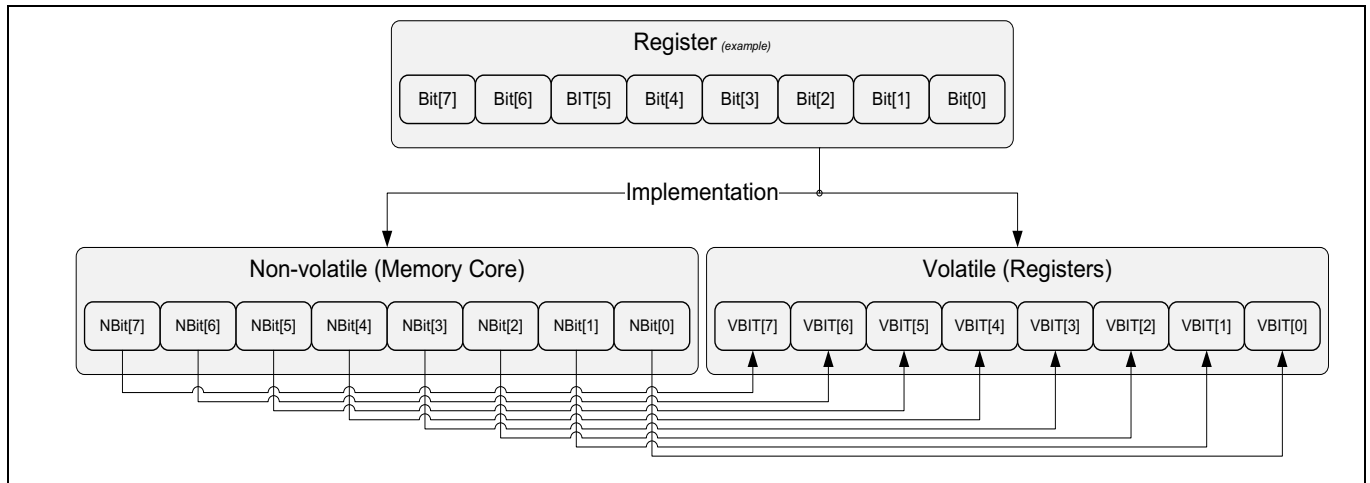 Register (example)
Bit[7] Bit[6] BIT[5] Bit[4] Bit[3] Bit[2] Bit[1] Bit[0]
Implementation
Non-volatile (Memory Core)
NBit[7] NBit[6] NBit[5] NBit[4] NBit[3] NBit[2] NBit[1] NBit[0]
Volatile (Registers)
VBIT[7] VBIT[6] VBIT[5] VBIT[4] VBIT[3] VBIT[2] VBIT[1] VBIT[0]